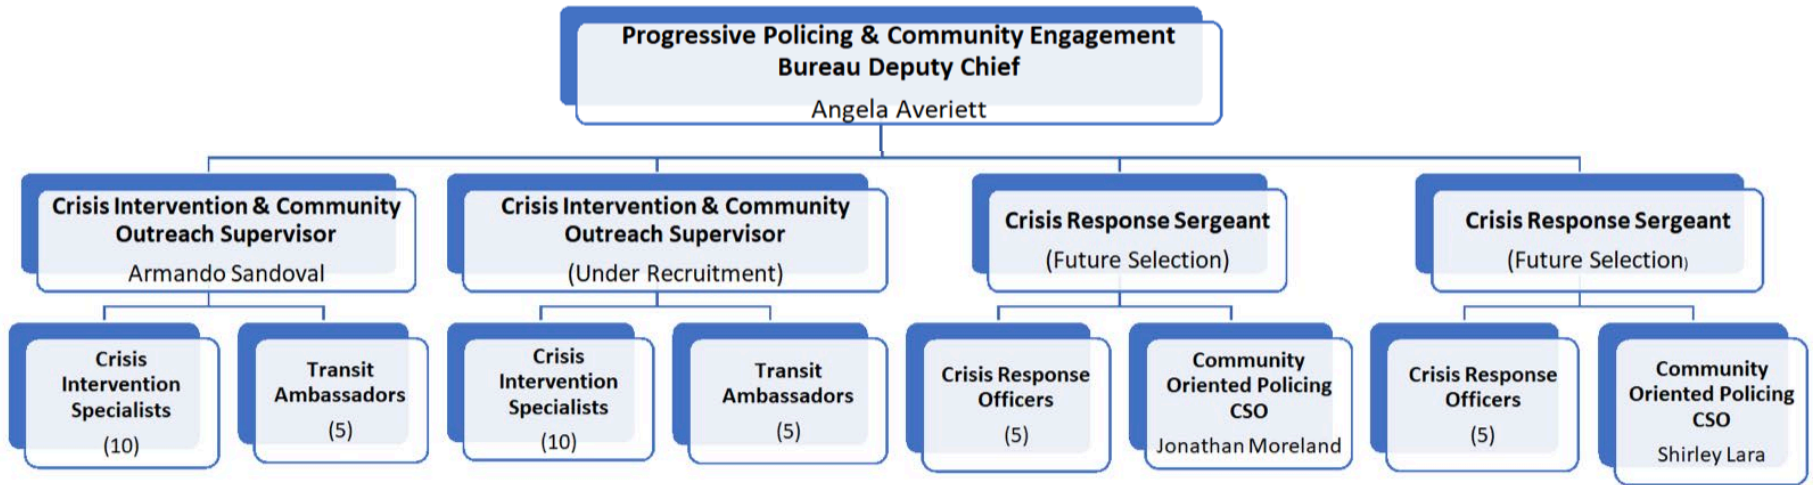 Progressive Policing & Community Engagement
Bureau Deputy Chief
Angela Averiett
Crisis Intervention & Community
Outreach Supervisor
Armando Sandoval
Crisis Intervention & Community
Outreach Supervisor
(Under Recruitment)
Crisis Response Sergeant
(Future Selection)
Crisis Response Sergeant
(Future Selection)
Crisis
Intervention
Specialists
(10)
Transit
Ambassadors
(5)
Crisis
Intervention
Specialists
(10)
Transit
Ambassadors
(5)
Crisis Response
Officers
(5)
Community
Oriented Policing
CSO
Jonathan Moreland
Crisis Response
Officers
(5)
Community
Oriented Policing
CSO
Shirley Lara